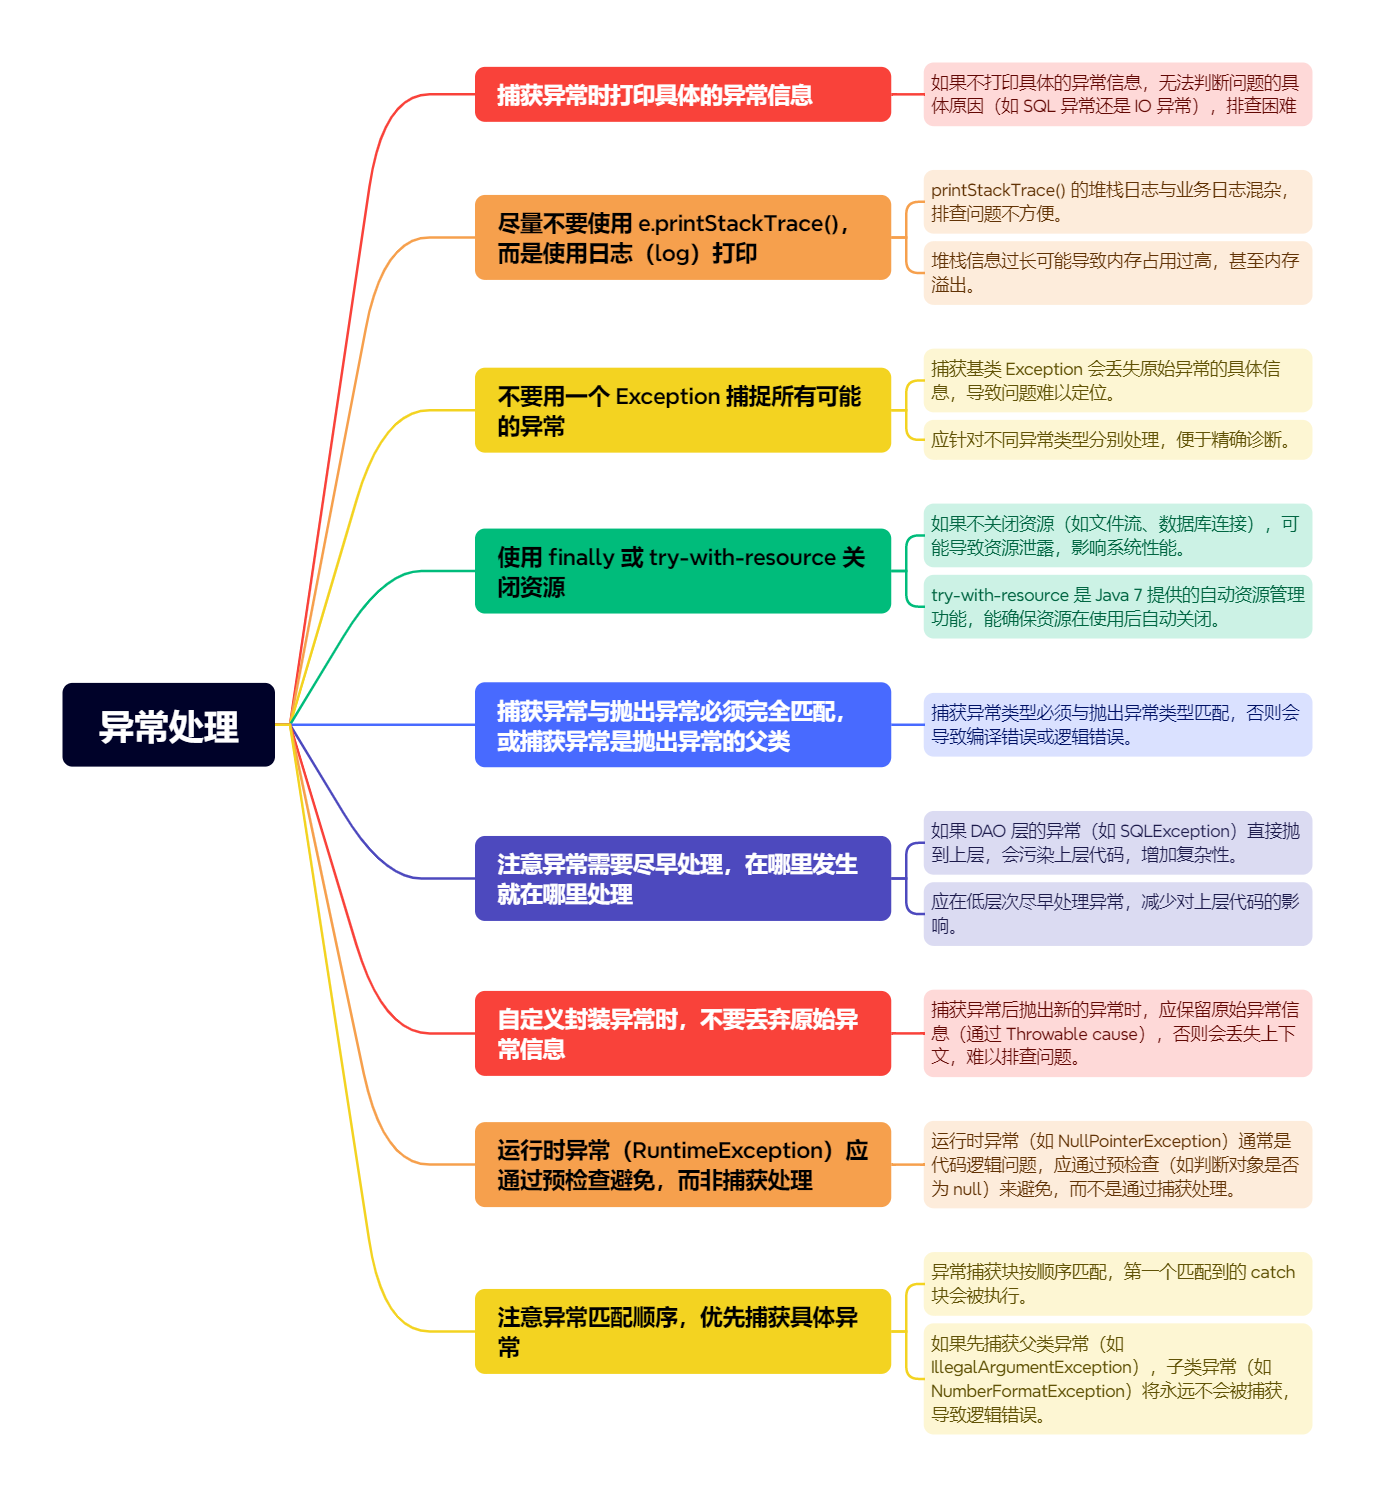 异常处理
捕获异常时打印具体的异常信息
如果不打印具体的异常信息，无法判断问题的具
体原因（如 SQL 异常还是 IO 异常），排查困难
尽量不要使用 e.printStackTrace()，
而是使用日志（log）打印
printStackTrace() 的堆栈日志与业务日志混杂，
排查问题不方便。
堆栈信息过长可能导致内存占用过高，甚至内存
溢出。
不要用一个 Exception 捕捉所有可能
的异常
捕获基类 Exception 会丢失原始异常的具体信
息，导致问题难以定位。
应针对不同异常类型分别处理，便于精确诊断。
使用 finally 或 try-with-resource 关
闭资源
如果不关闭资源（如文件流、数据库连接），可
能导致资源泄露，影响系统性能。
try-with-resource 是 Java 7 提供的自动资源管理
功能，能确保资源在使用后自动关闭。
捕获异常与抛出异常必须完全匹配，
或捕获异常是抛出异常的父类
捕获异常类型必须与抛出异常类型匹配，否则会
导致编译错误或逻辑错误。
注意异常需要尽早处理，在哪里发生
就在哪里处理
如果 DAO 层的异常（如 SQLException）直接抛
到上层，会污染上层代码，增加复杂性。
应在低层次尽早处理异常，减少对上层代码的影
响。
自定义封装异常时，不要丢弃原始异
常信息
捕获异常后抛出新的异常时，应保留原始异常信
息（通过 Throwable cause），否则会丢失上下
文，难以排查问题。
运行时异常（RuntimeException）应
通过预检查避免，而非捕获处理
运行时异常（如 NullPointerException）通常是
代码逻辑问题，应通过预检查（如判断对象是否
为 null）来避免，而不是通过捕获处理。
注意异常匹配顺序，优先捕获具体异
常
异常捕获块按顺序匹配，第一个匹配到的 catch
块会被执行。
如果先捕获父类异常（如
IllegalArgumentException），子类异常（如
NumberFormatException）将永远不会被捕获，
导致逻辑错误。